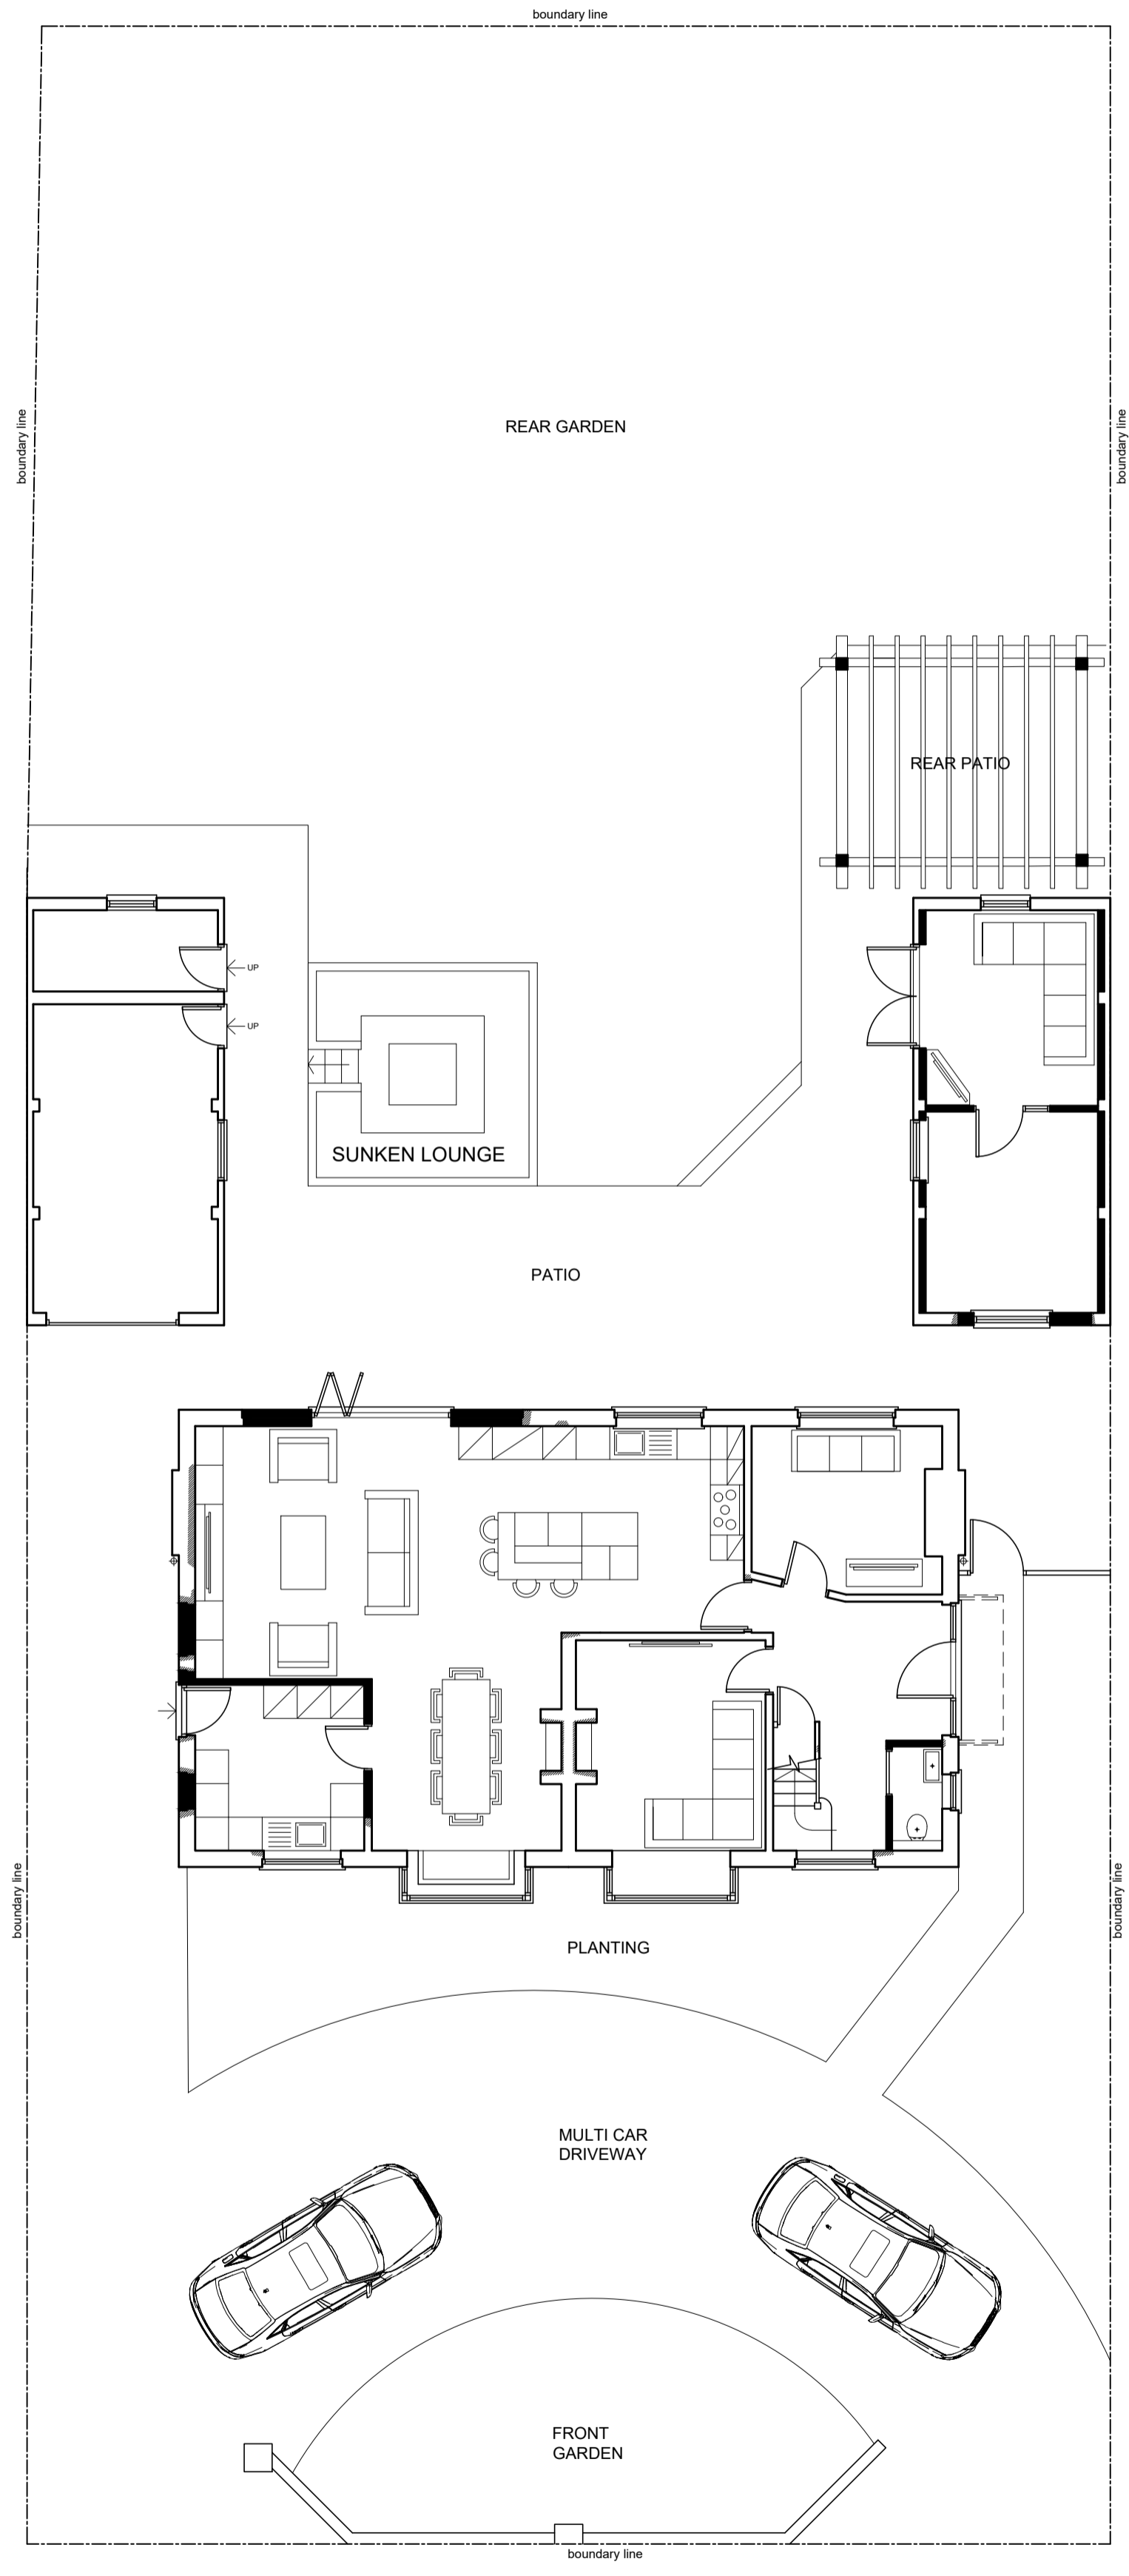 boundary line
boundary line
boundary line
REAR GARDEN
REAR PATIO
UP
UP
SUNKEN LOUNGE
PATIO
boundary line
boundary line
PLANTING
MULTI CAR
DRIVEWAY
FRONT
GARDEN
boundary line